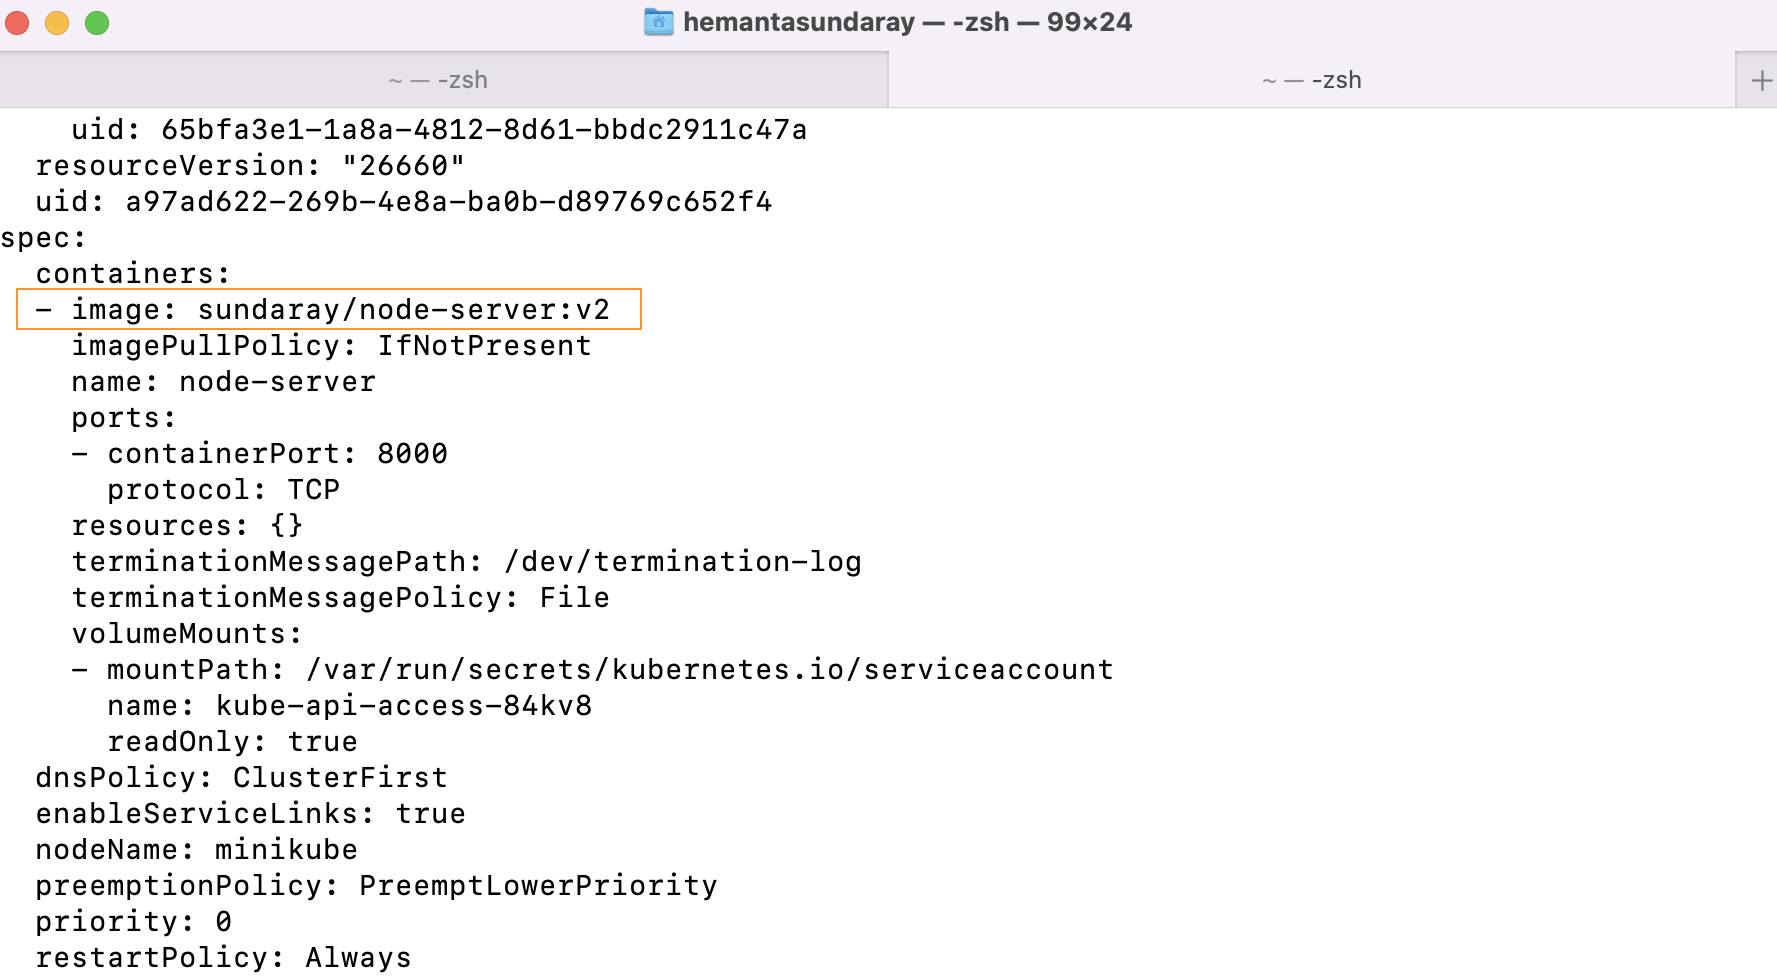 hemantasundaray — -zsh — 99×24
~ — -zsh
~ — -zsh
+
    uid: 65bfa3e1-1a8a-4812-8d61-bbdc2911c47a
  resourceVersion: "26660"
  uid: a97ad622-269b-4e8a-ba0b-d89769c652f4
spec:
  containers:
  - image: sundaray/node-server:v2
    imagePullPolicy: IfNotPresent
    name: node-server
    ports:
    - containerPort: 8000
      protocol: TCP
    resources: {}
    terminationMessagePath: /dev/termination-log
    terminationMessagePolicy: File
    volumeMounts:
    - mountPath: /var/run/secrets/kubernetes.io/serviceaccount
      name: kube-api-access-84kv8
      readOnly: true
  dnsPolicy: ClusterFirst
  enableServiceLinks: true
  nodeName: minikube
  preemptionPolicy: PreemptLowerPriority
  priority: 0
  restartPolicy: Always